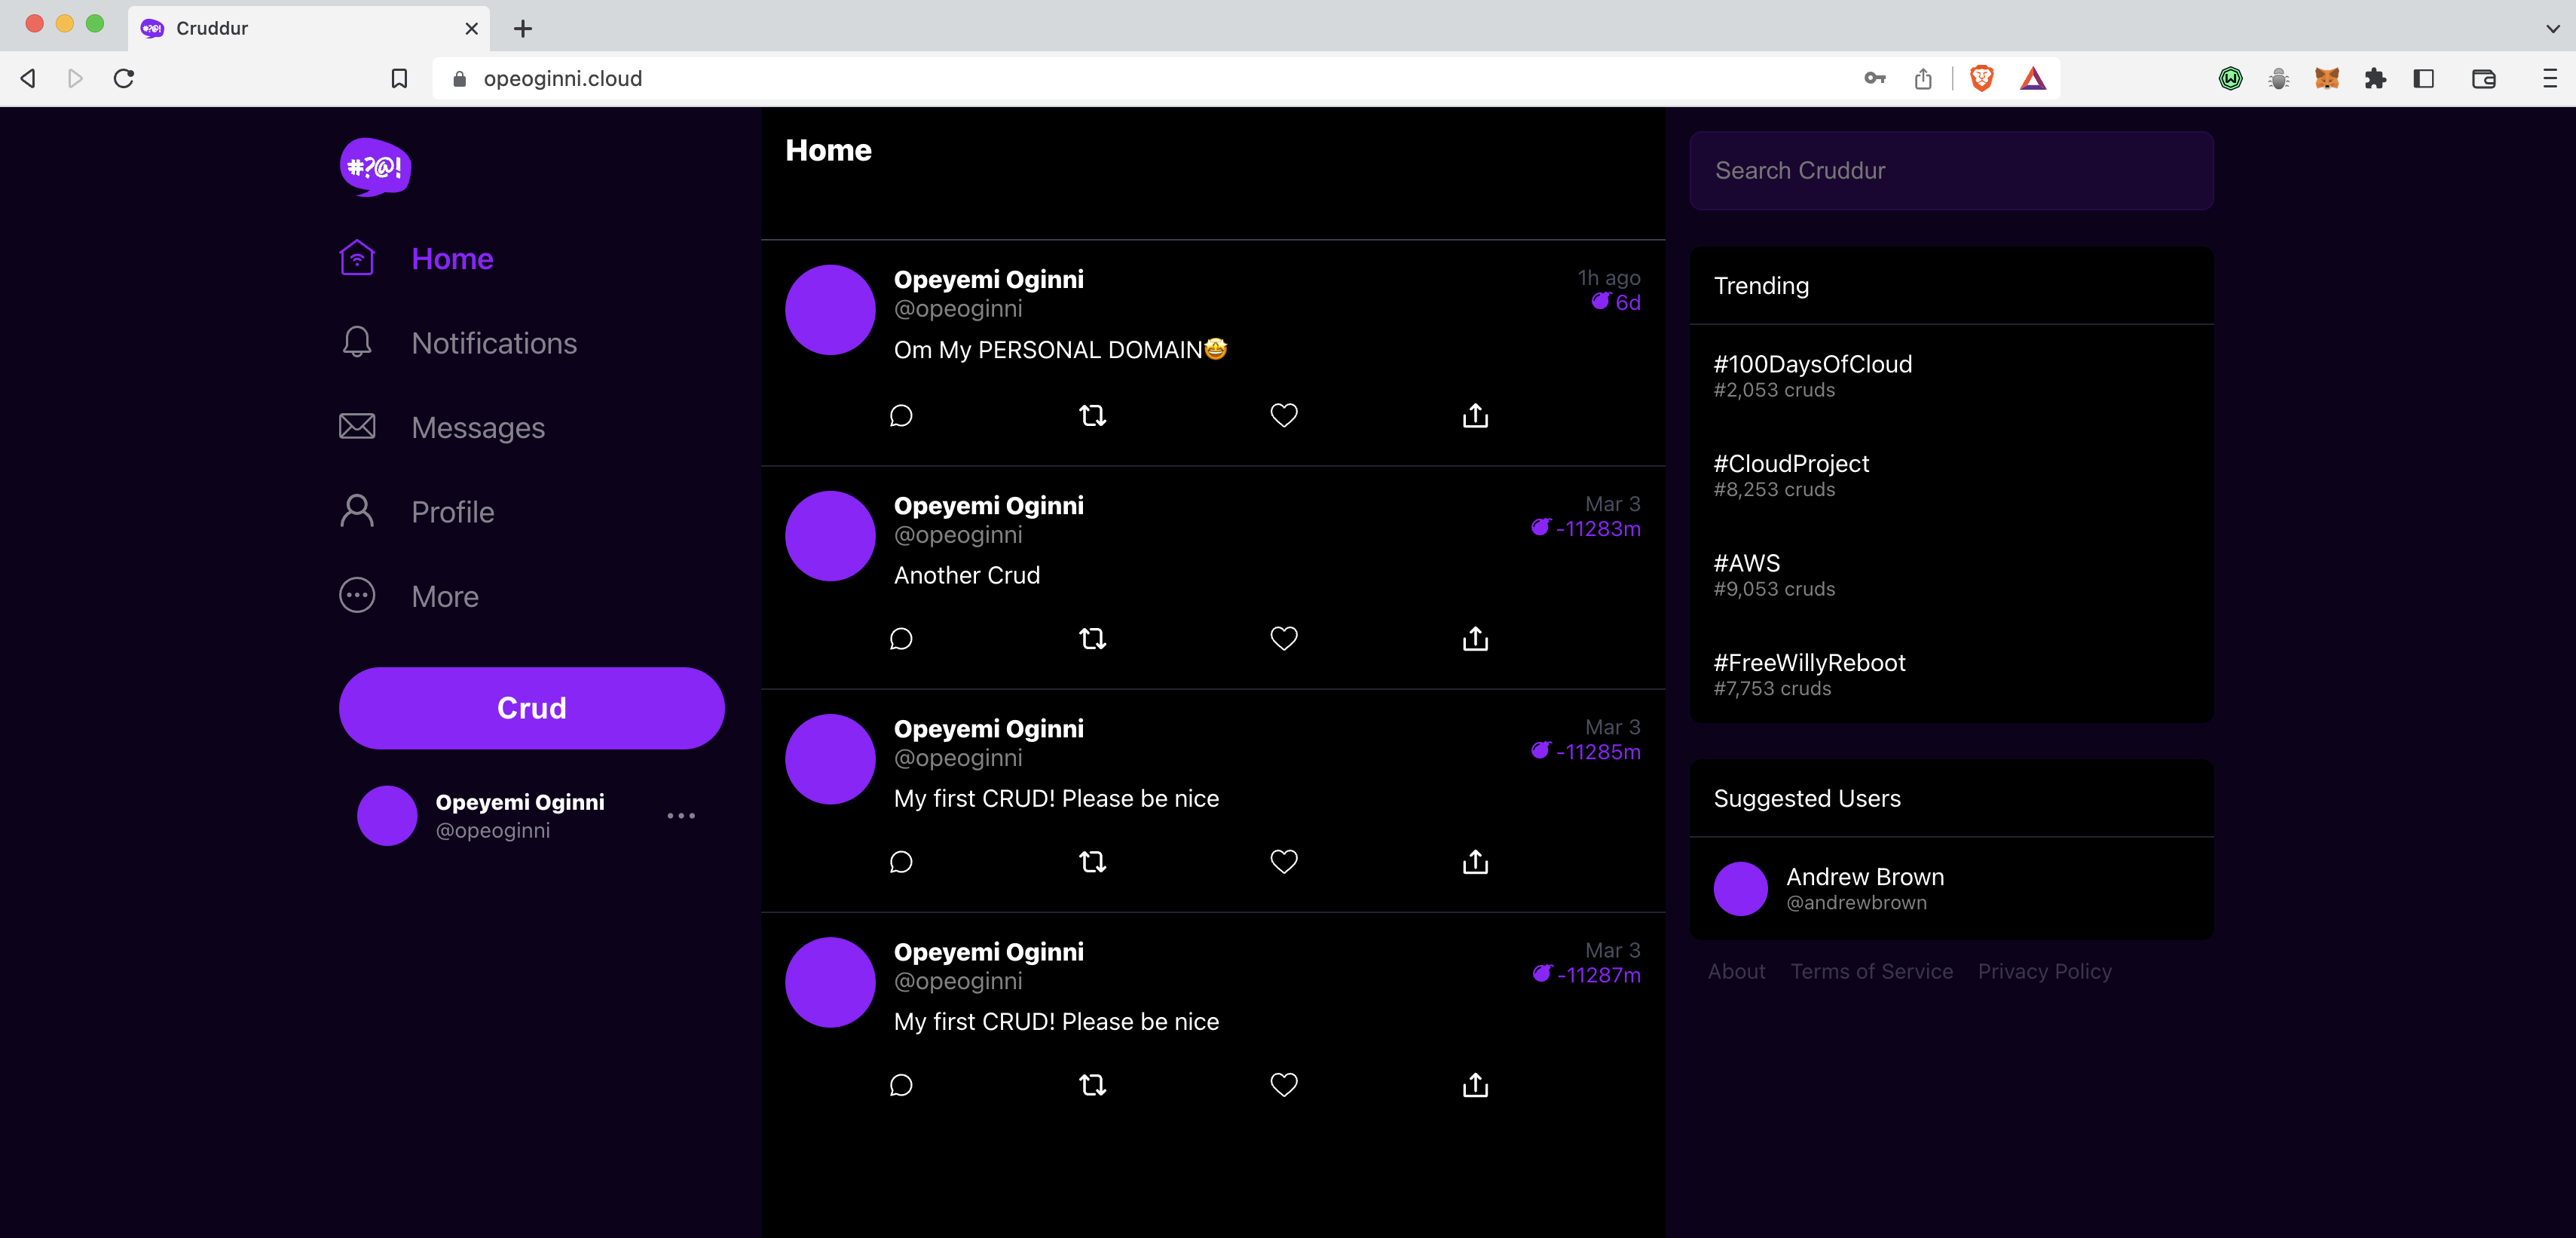 Cruddur
opeoginni.cloud
#?@!
Home
Notifications
Messages
Profile
More
Crud
Opeyemi Oginni
@opeoginni
Home
Opeyemi Oginni
1h ago
@opeoginni
6d
Om My PERSONAL DOMAIN🤩
Opeyemi Oginni
Mar 3
@opeoginni
-11283m
Another Crud
Opeyemi Oginni
Mar 3
@opeoginni
-11285m
My first CRUD! Please be nice
Opeyemi Oginni
Mar 3
@opeoginni
-11287m
My first CRUD! Please be nice
Search Cruddur
Trending
#100DaysOfCloud
#2,053 cruds
#CloudProject
#8,253 cruds
#AWS
#9,053 cruds
#FreeWillyReboot
#7,753 cruds
Suggested Users
Andrew Brown
@andrewbrown
About Terms of Service Privacy Policy